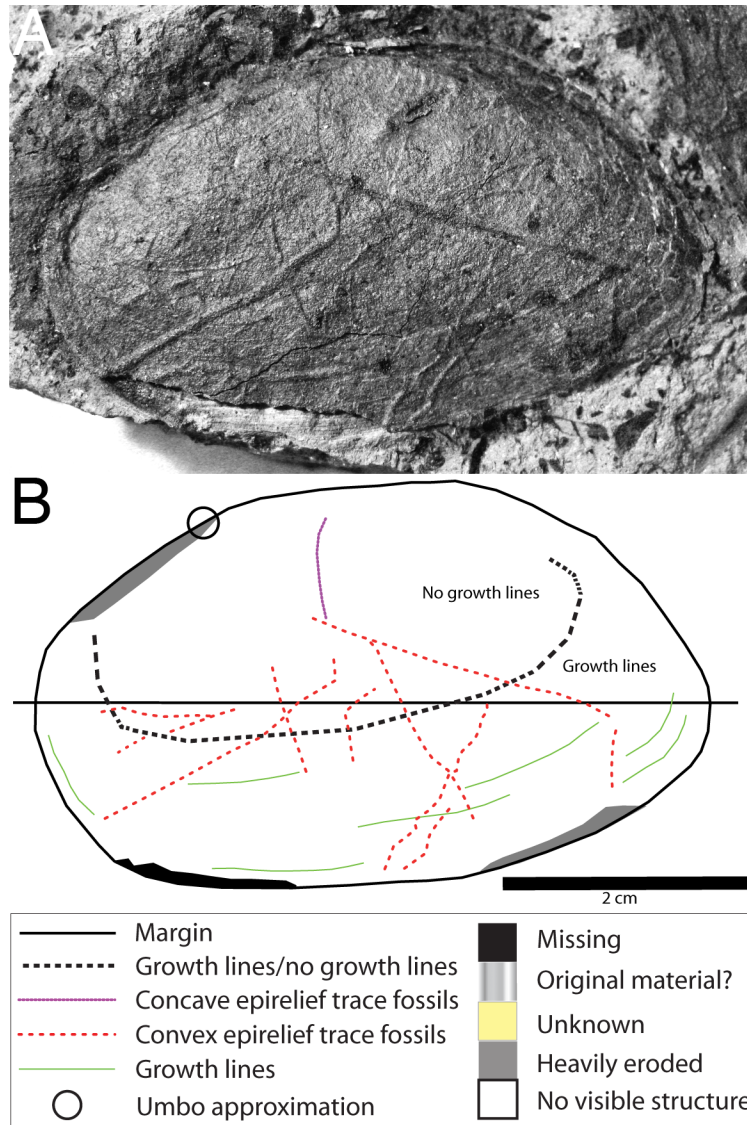 A
B
No growth lines
Growth lines
2 cm
Margin
Growth lines/no growth lines
Concave epirelief trace fossils
Convex epirelief trace fossils
Growth lines
Umbo approximation
Missing
Original material?
Unknown
Heavily eroded
No visible structure